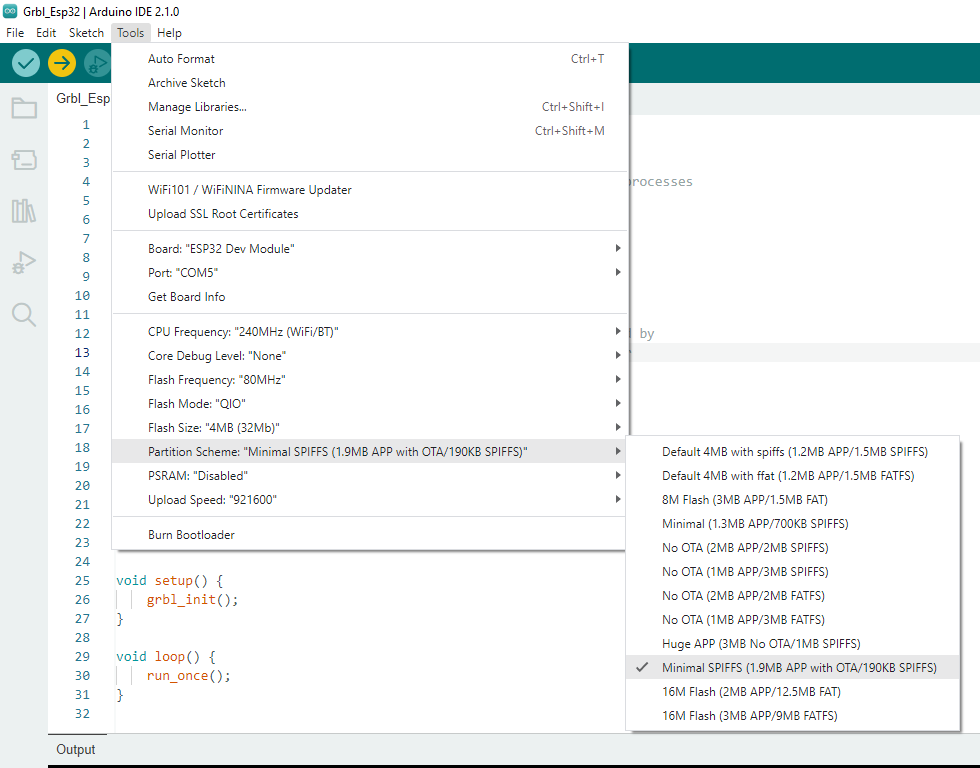 Grbl_Esp32 | Arduino IDE 2.1.0
File Edit Sketch Tools Help
Auto Format Ctrl+T
Archive Sketch
Manage Libraries... Ctrl+Shift+I
Serial Monitor Ctrl+Shift+M
Serial Plotter
WiFi101 / WiFiNINA Firmware Updater
Upload SSL Root Certificates
Board: "ESP32 Dev Module"
Port: "COM5"
Get Board Info
CPU Frequency: "240MHz (WiFi/BT)"
Core Debug Level: "None"
Flash Frequency: "80MHz"
Flash Mode: "QIO"
Flash Size: "4MB (32Mb)"
Partition Scheme: "Minimal SPIFFS (1.9MB APP with OTA/190KB SPIFFS)"
PSRAM: "Disabled"
Upload Speed: "921600"
Burn Bootloader
Default 4MB with spiffs (1.2MB APP/1.5MB SPIFFS)
Default 4MB with ffat (1.2MB APP/1.5MB FATFS)
8M Flash (3MB APP/1.5MB FAT)
Minimal (1.3MB APP/700KB SPIFFS)
No OTA (2MB APP/2MB SPIFFS)
No OTA (1MB APP/3MB SPIFFS)
No OTA (2MB APP/2MB FATFS)
No OTA (1MB APP/3MB FATFS)
Huge APP (3MB No OTA/1MB SPIFFS)
Minimal SPIFFS (1.9MB APP with OTA/190KB SPIFFS)
16M Flash (2MB APP/12.5MB FAT)
16M Flash (3MB APP/9MB FATFS)
Grbl_Esp
1
2
3
4 rocesses
5
6
7
8
9
10
11
12 by
13
14
15
16
17
18
19
20
21
22
23
24
25 void setup() {
26 grbl_init();
27 }
28
29 void loop() {
30 run_once();
31 }
32
Output